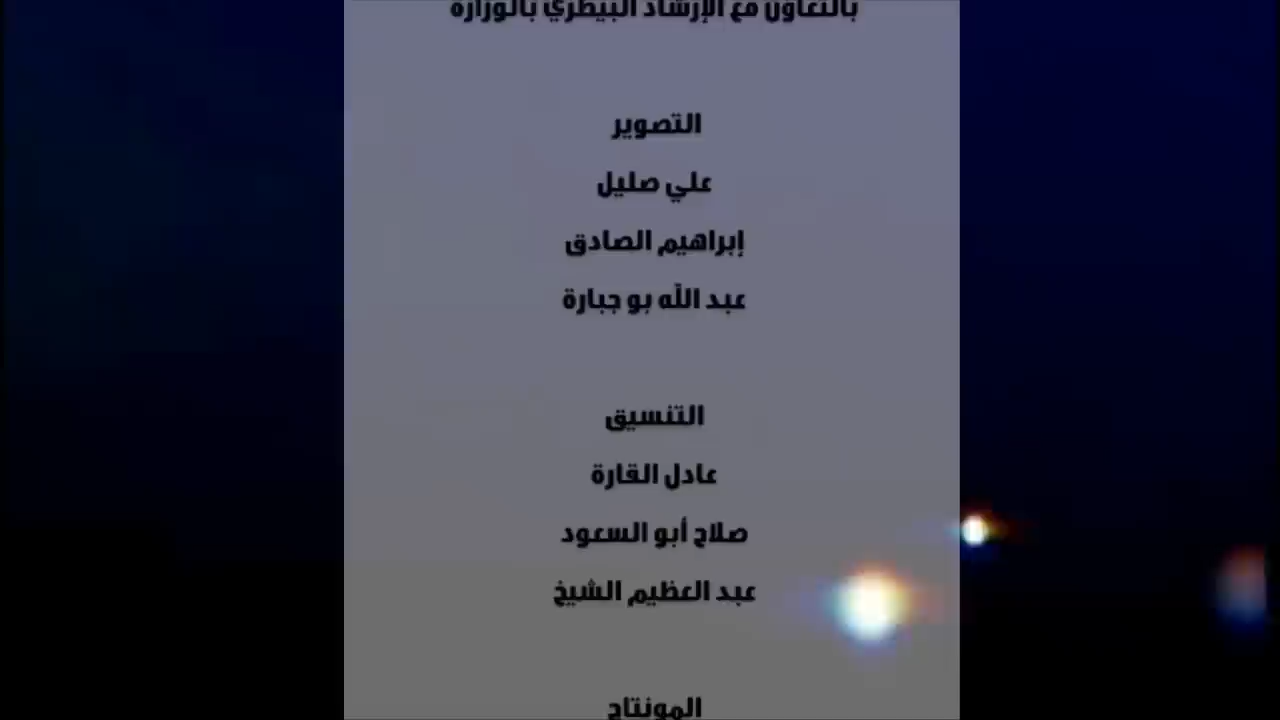 بالتعاون مع الإرشاد البيطري بالوزارة
التصوير
علي صليل
إبراهيم الصادق
عبد الله بو جبارة
التنسيق
عادل القارة
صلاح أبو السعود
عبد العظيم الشيخ
المونتاج